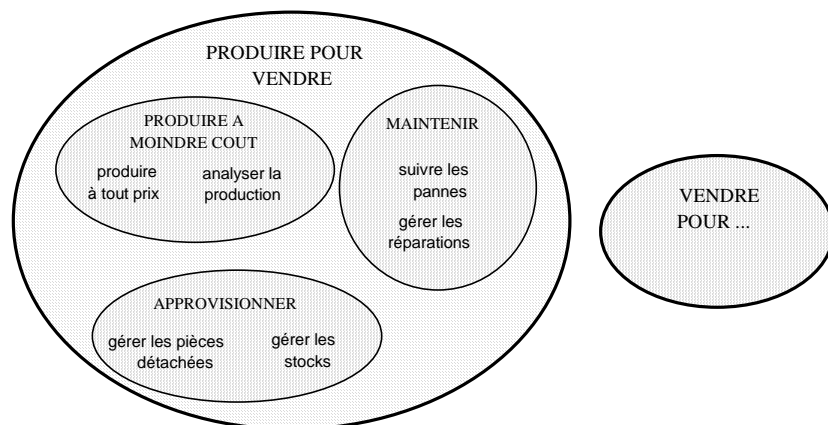 PRODUIRE POUR
VENDRE
PRODUIRE A
MOINDRE COUT
produire
à tout prix
analyser la
production
MAINTENIR
suivre les
pannes
gérer les
réparations
APPROVISIONNER
gérer les pièces
détachées
gérer les
stocks
VENDRE
POUR ...